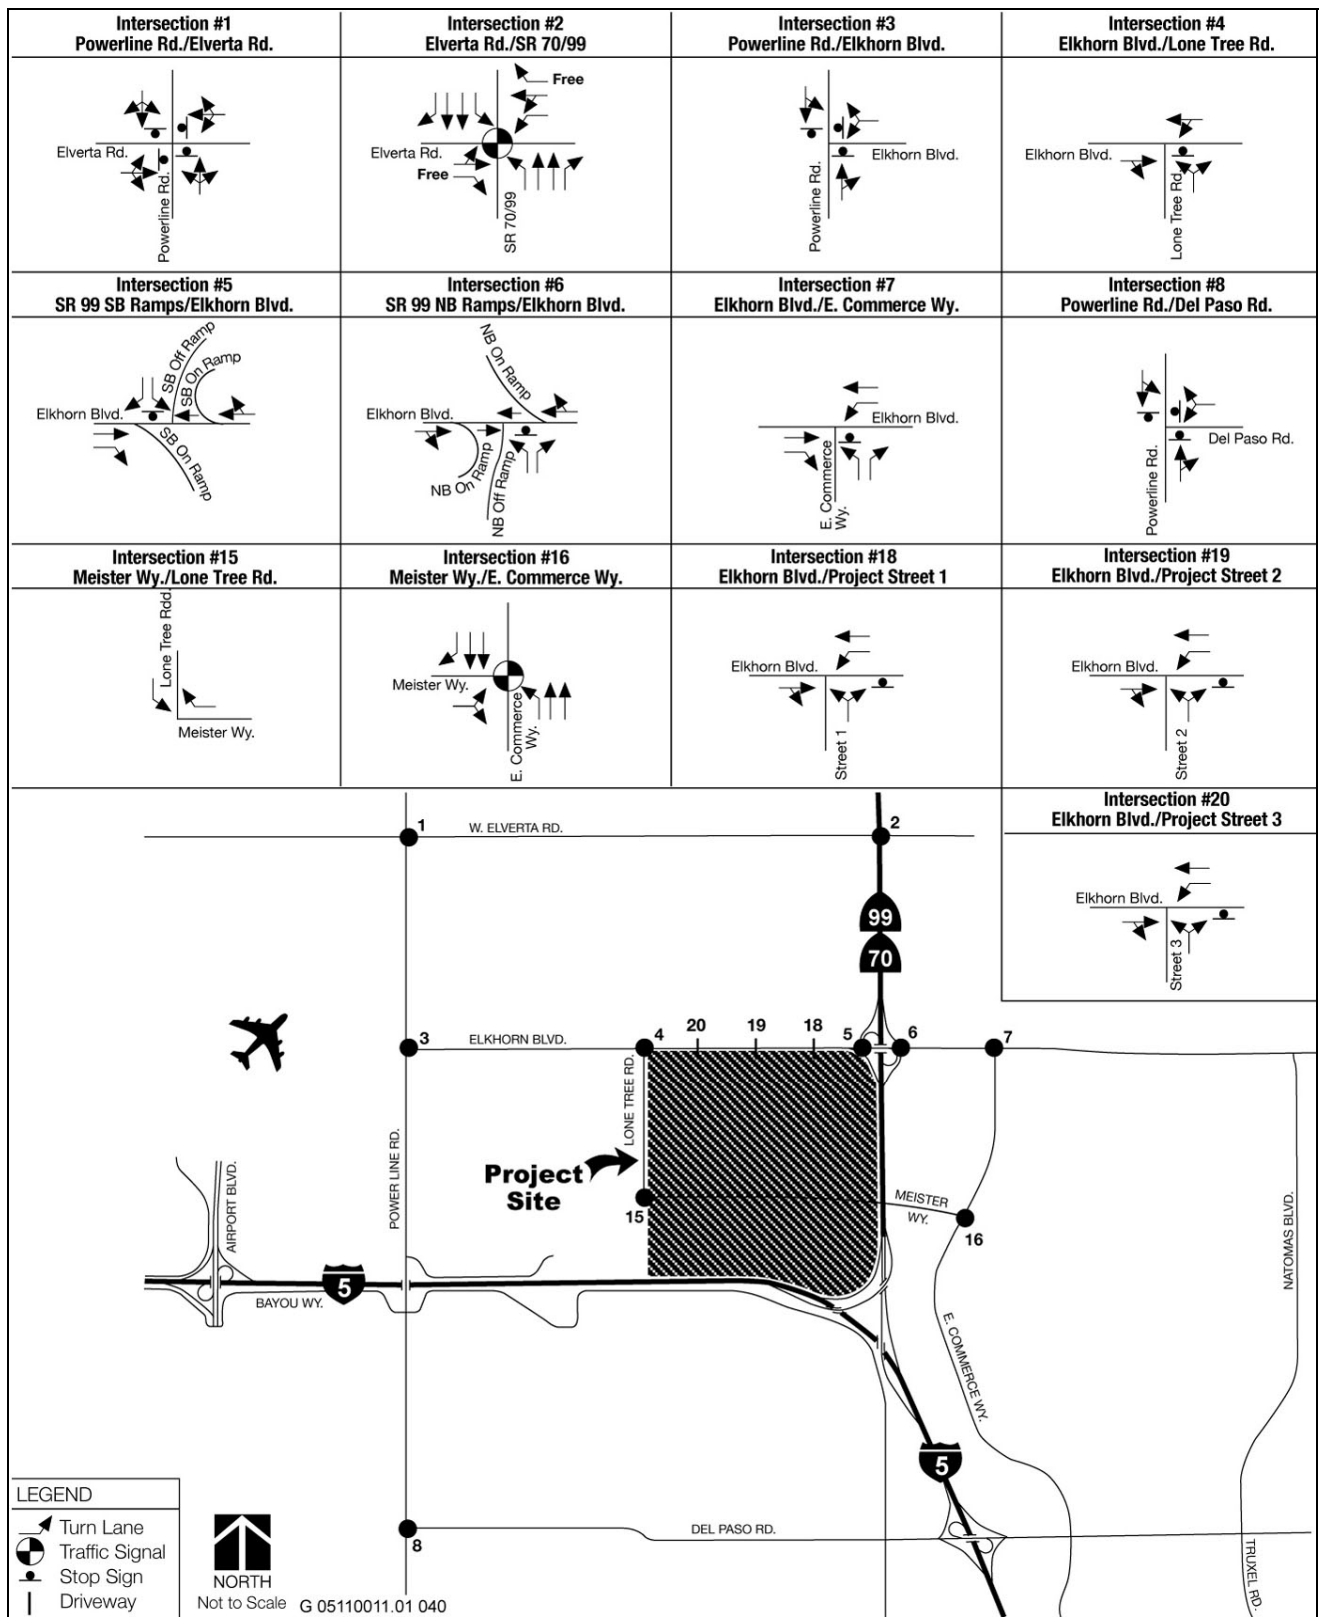 Intersection #1
Powerline Rd./Elverta Rd.
Elverta Rd.
Powerline Rd.
Intersection #2
Elverta Rd./SR 70/99
Free
Elverta Rd.
Free
SR 70/99
Intersection #3
Powerline Rd./Elkhorn Blvd.
Elkhorn Blvd.
Powerline Rd.
Intersection #4
Elkhorn Blvd./Lone Tree Rd.
Elkhorn Blvd.
Lone Tree Rd.
Intersection #5
SR 99 SB Ramps/Elkhorn Blvd.
SB Off Ramp
SB On Ramp
Elkhorn Blvd.
SB On Ramp
Intersection #6
SR 99 NB Ramps/Elkhorn Blvd.
NB On Ramp
Elkhorn Blvd.
NB On Ramp
NB Off Ramp
Intersection #7
Elkhorn Blvd./E. Commerce Wy.
Elkhorn Blvd.
E. Commerce
Wy.
Intersection #8
Powerline Rd./Del Paso Rd.
Del Paso Rd.
Powerline Rd.
Intersection #15
Meister Wy./Lone Tree Rd.
Lone Tree Rdd.
Meister Wy.
Intersection #16
Meister Wy./E. Commerce Wy.
Meister Wy.
E. Commerce
Wy.
Intersection #18
Elkhorn Blvd./Project Street 1
Elkhorn Blvd.
Street 1
Intersection #19
Elkhorn Blvd./Project Street 2
Elkhorn Blvd.
Street 2
Intersection #20
Elkhorn Blvd./Project Street 3
Elkhorn Blvd.
Street 3
1
W. ELVERTA RD.
2
99
70
3
ELKHORN BLVD.
4
20
19
18
5
6
7
LONE TREE RD.
POWER LINE RD.
AIRPORT BLVD.
Project
Site
15
MEISTER
WY.
16
NATOMAS BLVD.
5
BAYOU WY.
E. COMMERCE WY.
5
8
DEL PASO RD.
TRUXEL RD.
LEGEND
Turn Lane
Traffic Signal
Stop Sign
Driveway
NORTH
Not to Scale
G 05110011.01 040